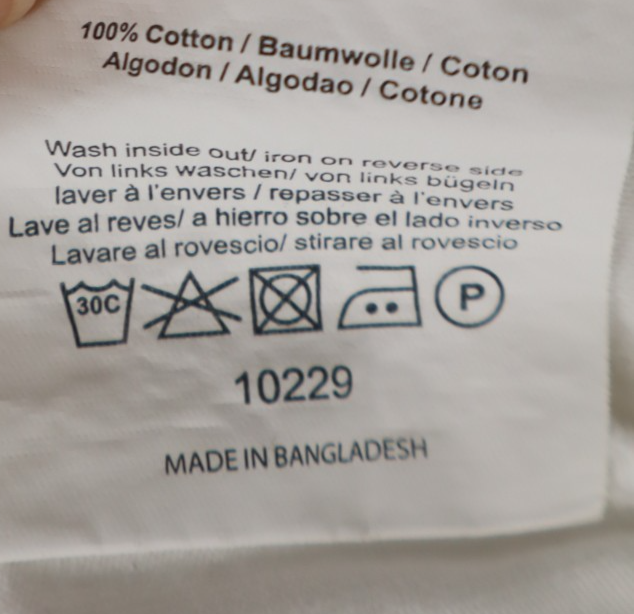 100% Cotton / Baumwolle / Coton
Algodon / Algodao / Cotone
Wash inside out/ iron on reverse side
Von links waschen/ von links bügeln
laver à l'envers / repasser à l'envers
Lave al reves/ a hierro sobre el lado inverso
Lavare al rovescio/ stirare al rovescio
30C P
10229
MADE IN BANGLADESH